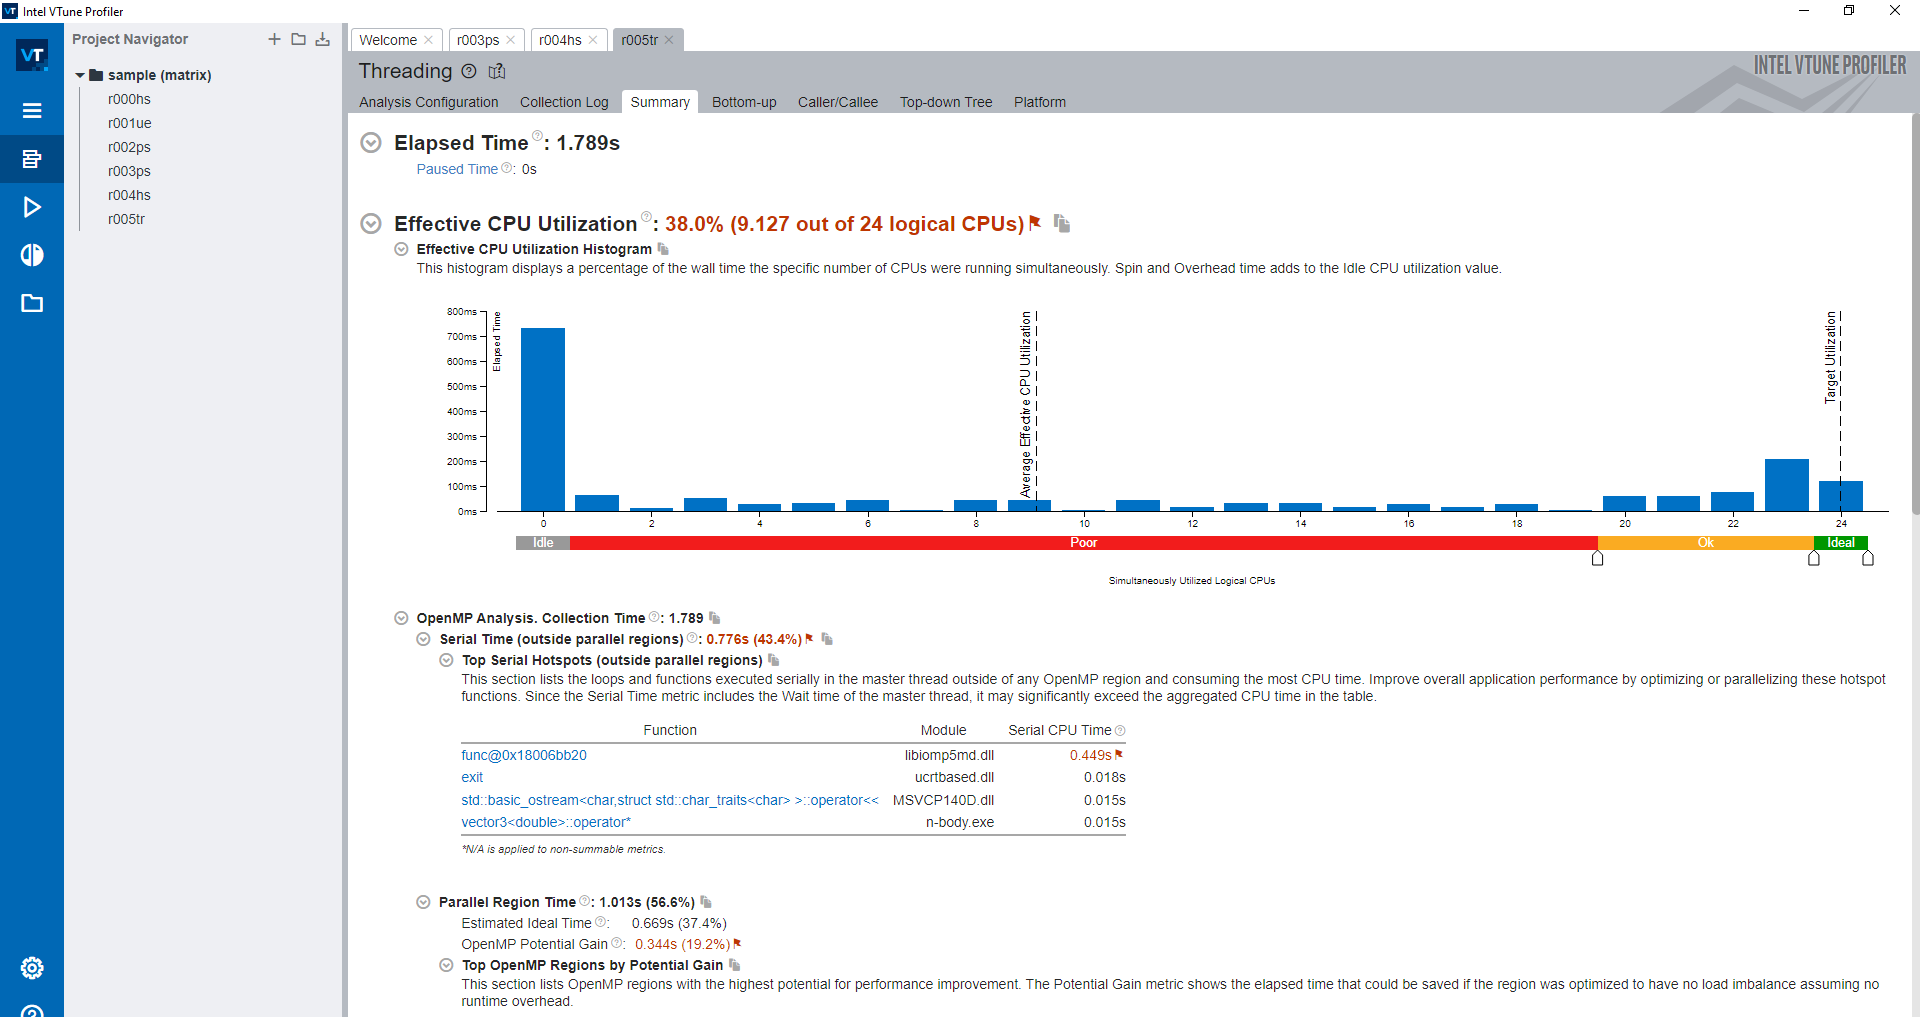 Intel VTune Profiler
VT
Project Navigator
sample (matrix)
r000hs
r001ue
r002ps
r003ps
r004hs
r005tr
Welcome
r003ps
r004hs
r005tr
Threading
INTEL VTUNE PROFILER
Analysis Configuration
Collection Log
Summary
Bottom-up
Caller/Callee
Top-down Tree
Platform
Elapsed Time: 1.789s
Paused Time: 0s
Effective CPU Utilization: 38.0% (9.127 out of 24 logical CPUs)
Effective CPU Utilization Histogram
This histogram displays a percentage of the wall time the specific number of CPUs were running simultaneously. Spin and Overhead time adds to the Idle CPU utilization value.
800ms
700ms
600ms
500ms
400ms
300ms
200ms
100ms
0ms
Elapsed Time
Average Effective CPU Utilization
Target Utilization
0 2 4 6 8 10 12 14 16 18 20 22 24
Idle Poor Ok Ideal
Simultaneously Utilized Logical CPUs
OpenMP Analysis. Collection Time: 1.789
Serial Time (outside parallel regions): 0.776s (43.4%)
Top Serial Hotspots (outside parallel regions)
This section lists the loops and functions executed serially in the master thread outside of any OpenMP region and consuming the most CPU time. Improve overall application performance by optimizing or parallelizing these hotspot
functions. Since the Serial Time metric includes the Wait time of the master thread, it may significantly exceed the aggregated CPU time in the table.
Function Module Serial CPU Time
func@0x18006bb20 libiomp5md.dll 0.449s
exit ucrtbased.dll 0.018s
std::basic_ostream<char,struct std::char_traits<char> >::operator<< MSVCP140D.dll 0.015s
vector3<double>::operator* n-body.exe 0.015s
*N/A is applied to non-summable metrics.
Parallel Region Time: 1.013s (56.6%)
Estimated Ideal Time: 0.669s (37.4%)
OpenMP Potential Gain: 0.344s (19.2%)
Top OpenMP Regions by Potential Gain
This section lists OpenMP regions with the highest potential for performance improvement. The Potential Gain metric shows the elapsed time that could be saved if the region was optimized to have no load imbalance assuming no
runtime overhead.